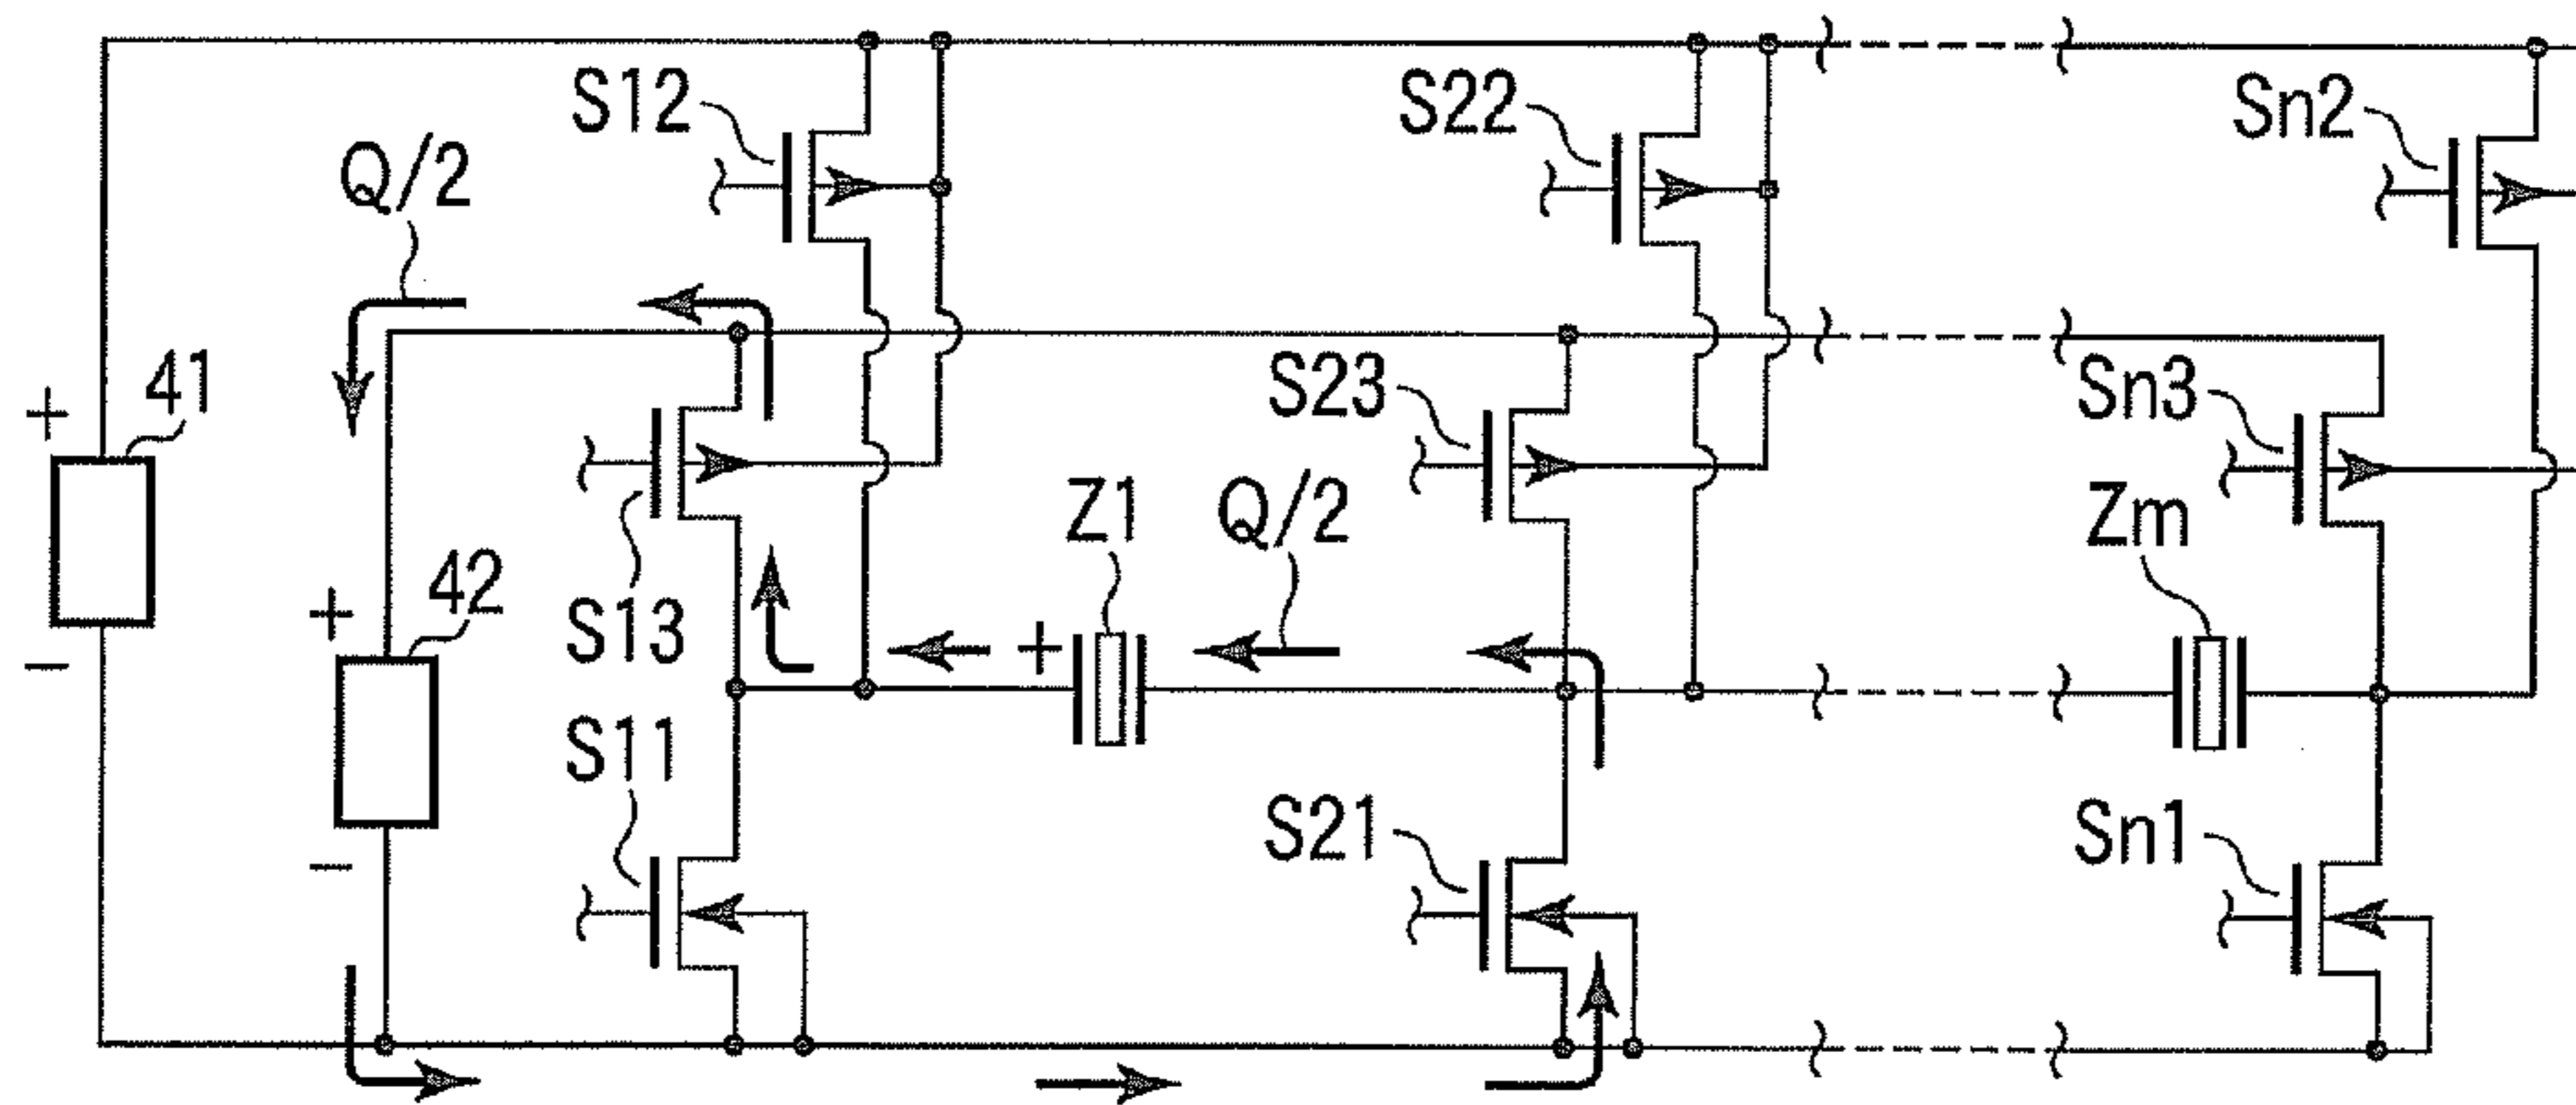 S12
S22
Sn2
Q/2
41
+
S23
Sn3
Z1
Q/2
Zm
42
+
S13
−
+
S11
S21
Sn1
−